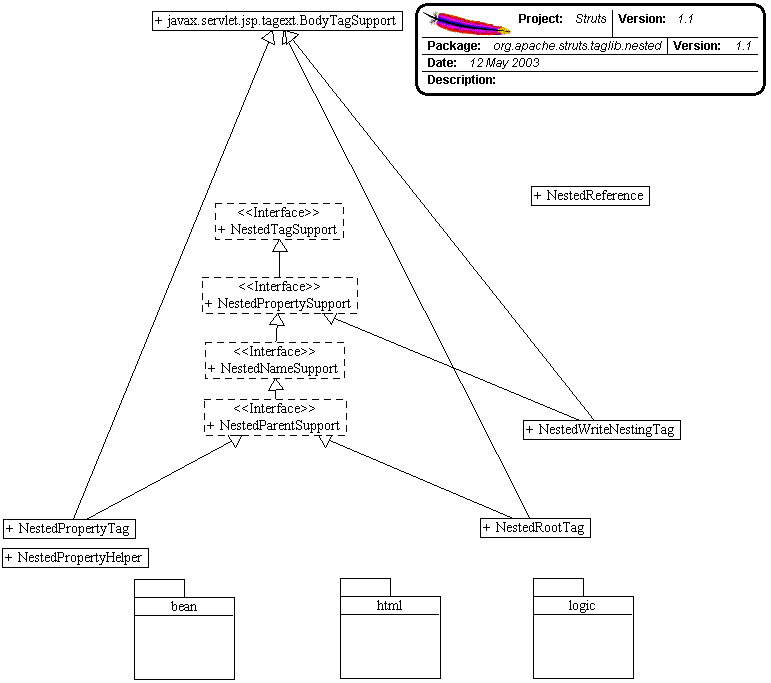 + javax.servlet.jsp.tagext.BodyTagSupport
Project: Struts Version: 1.1
Package: org.apache.struts.taglib.nested Version: 1.1
Date: 12 May 2003
Description:
+ NestedReference
<<Interface>>
+ NestedTagSupport
<<Interface>>
+ NestedPropertySupport
<<Interface>>
+ NestedNameSupport
<<Interface>>
+ NestedParentSupport
+ NestedWriteNestingTag
+ NestedPropertyTag
+ NestedRootTag
+ NestedPropertyHelper
bean
html
logic